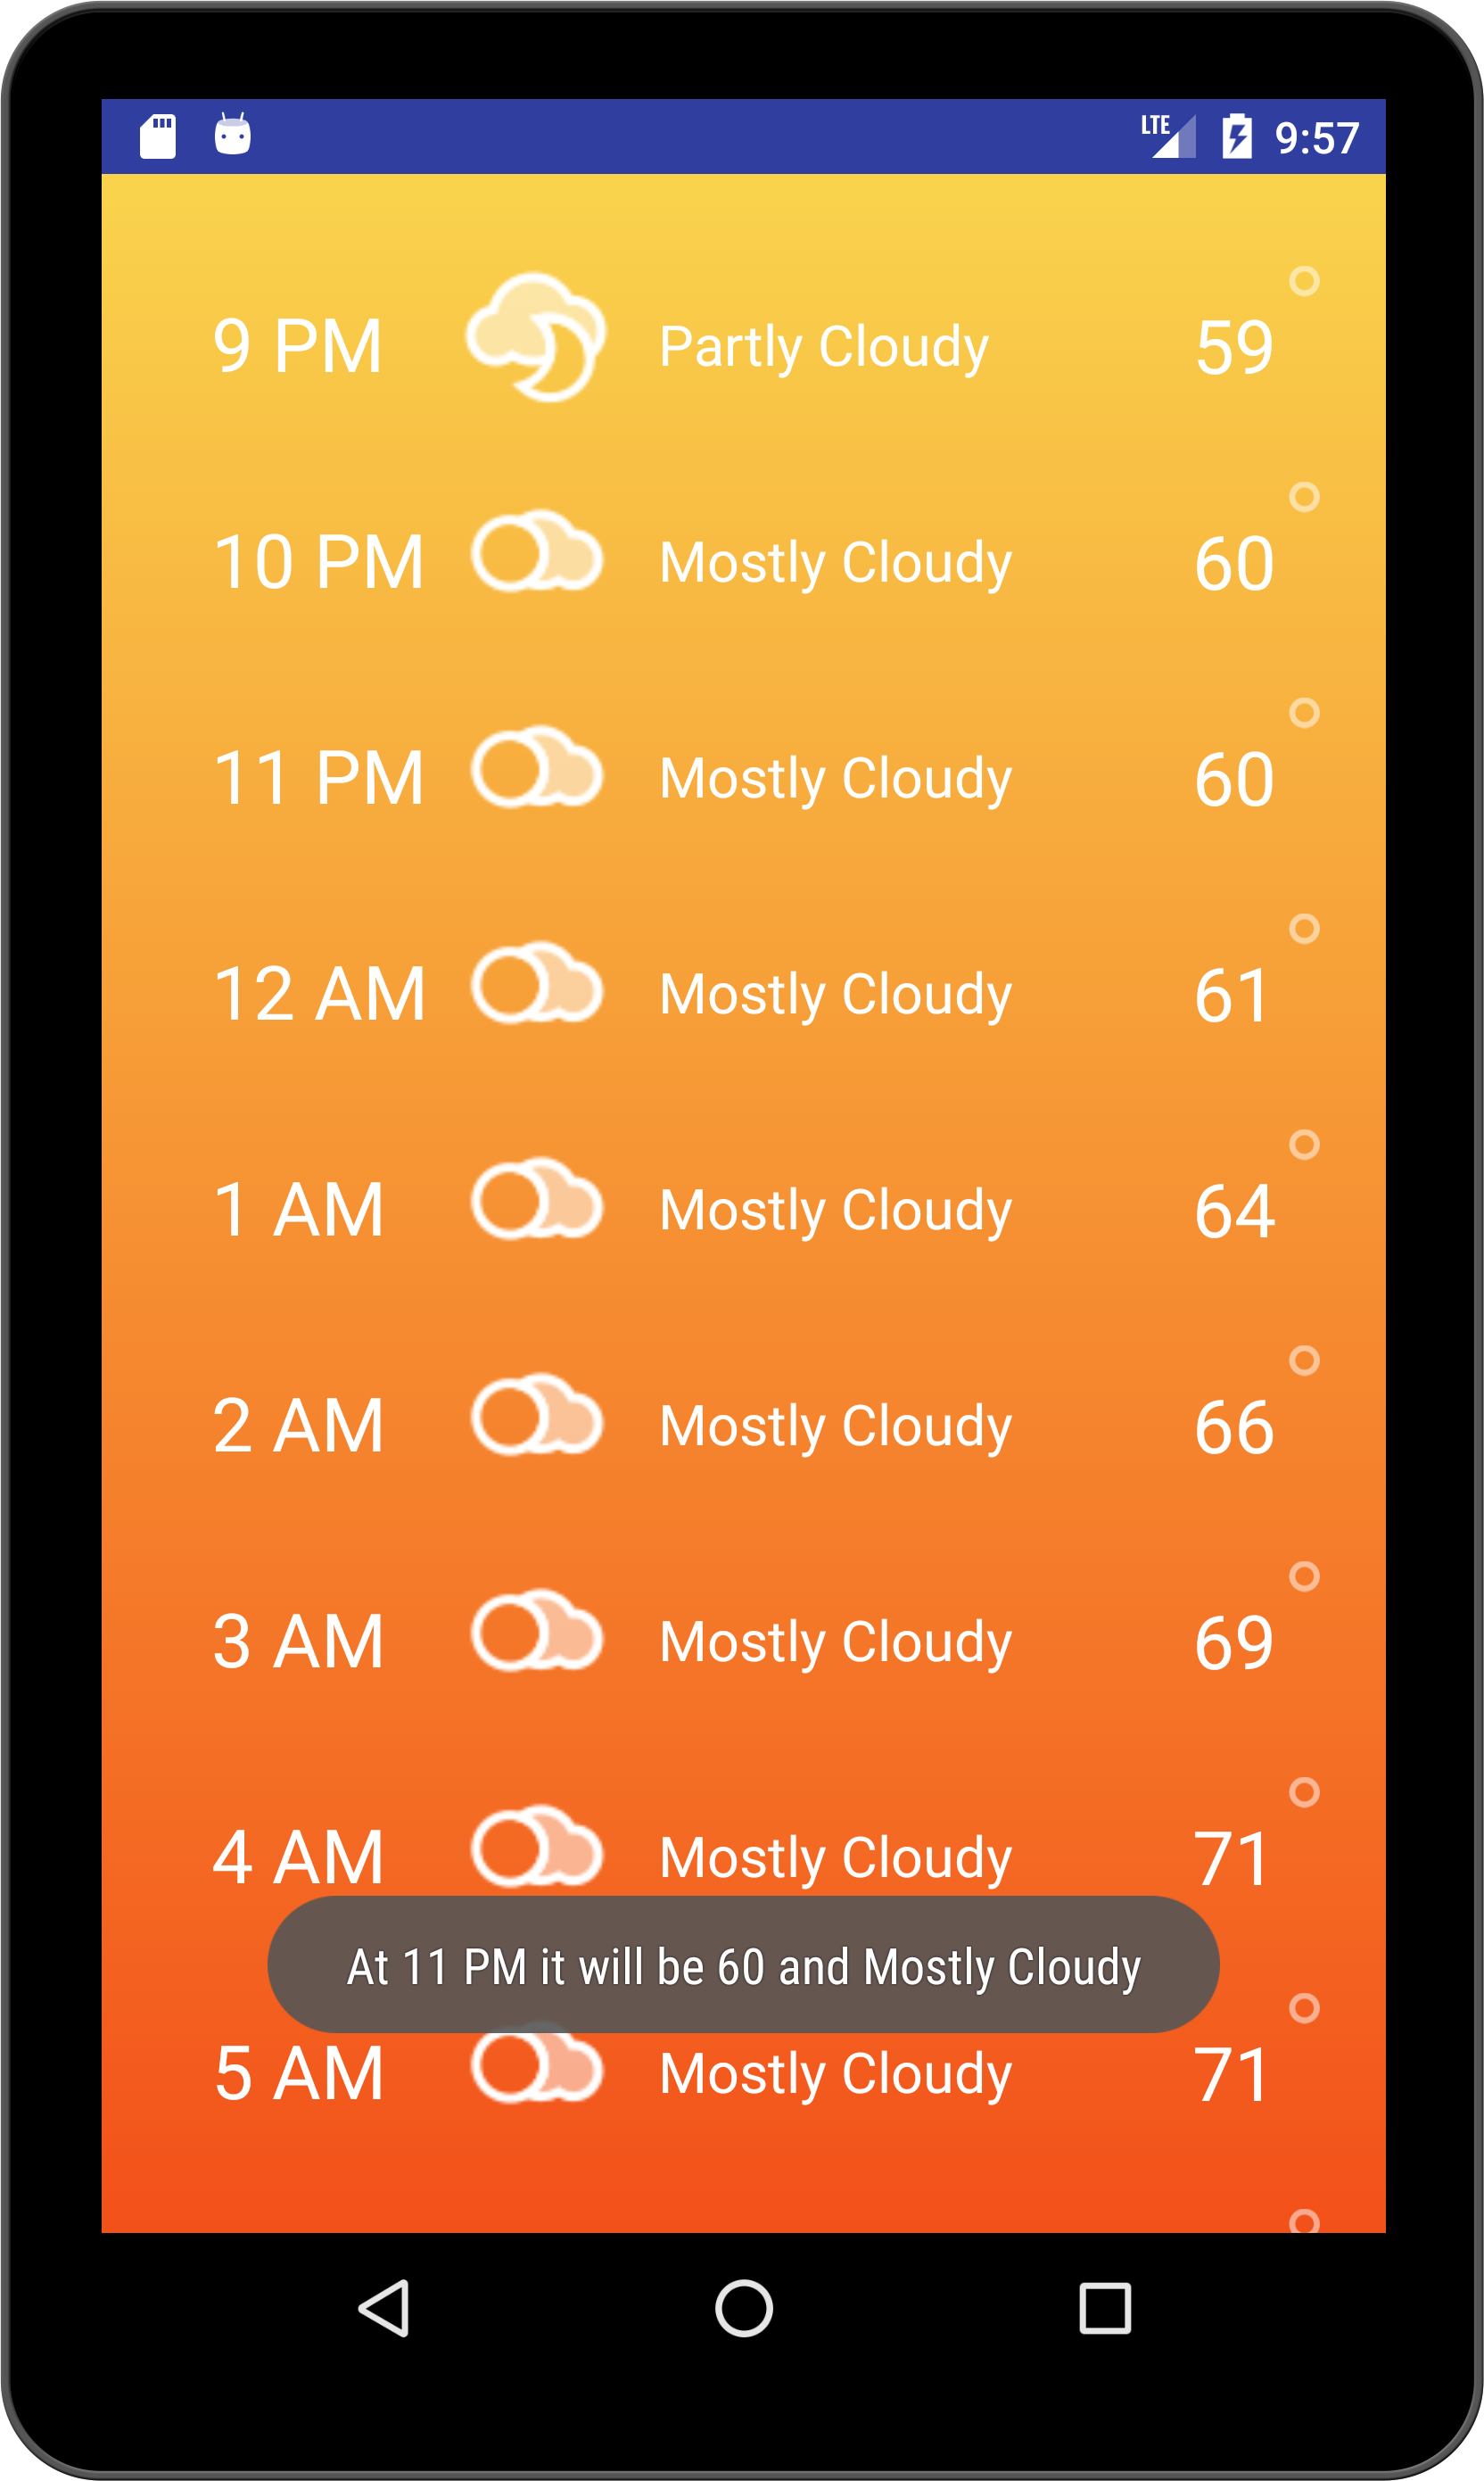 LTE 9:57
9 PM Partly Cloudy 59
10 PM Mostly Cloudy 60
11 PM Mostly Cloudy 60
12 AM Mostly Cloudy 61
1 AM Mostly Cloudy 64
2 AM Mostly Cloudy 66
3 AM Mostly Cloudy 69
4 AM Mostly Cloudy 71
At 11 PM it will be 60 and Mostly Cloudy
5 AM Mostly Cloudy 71